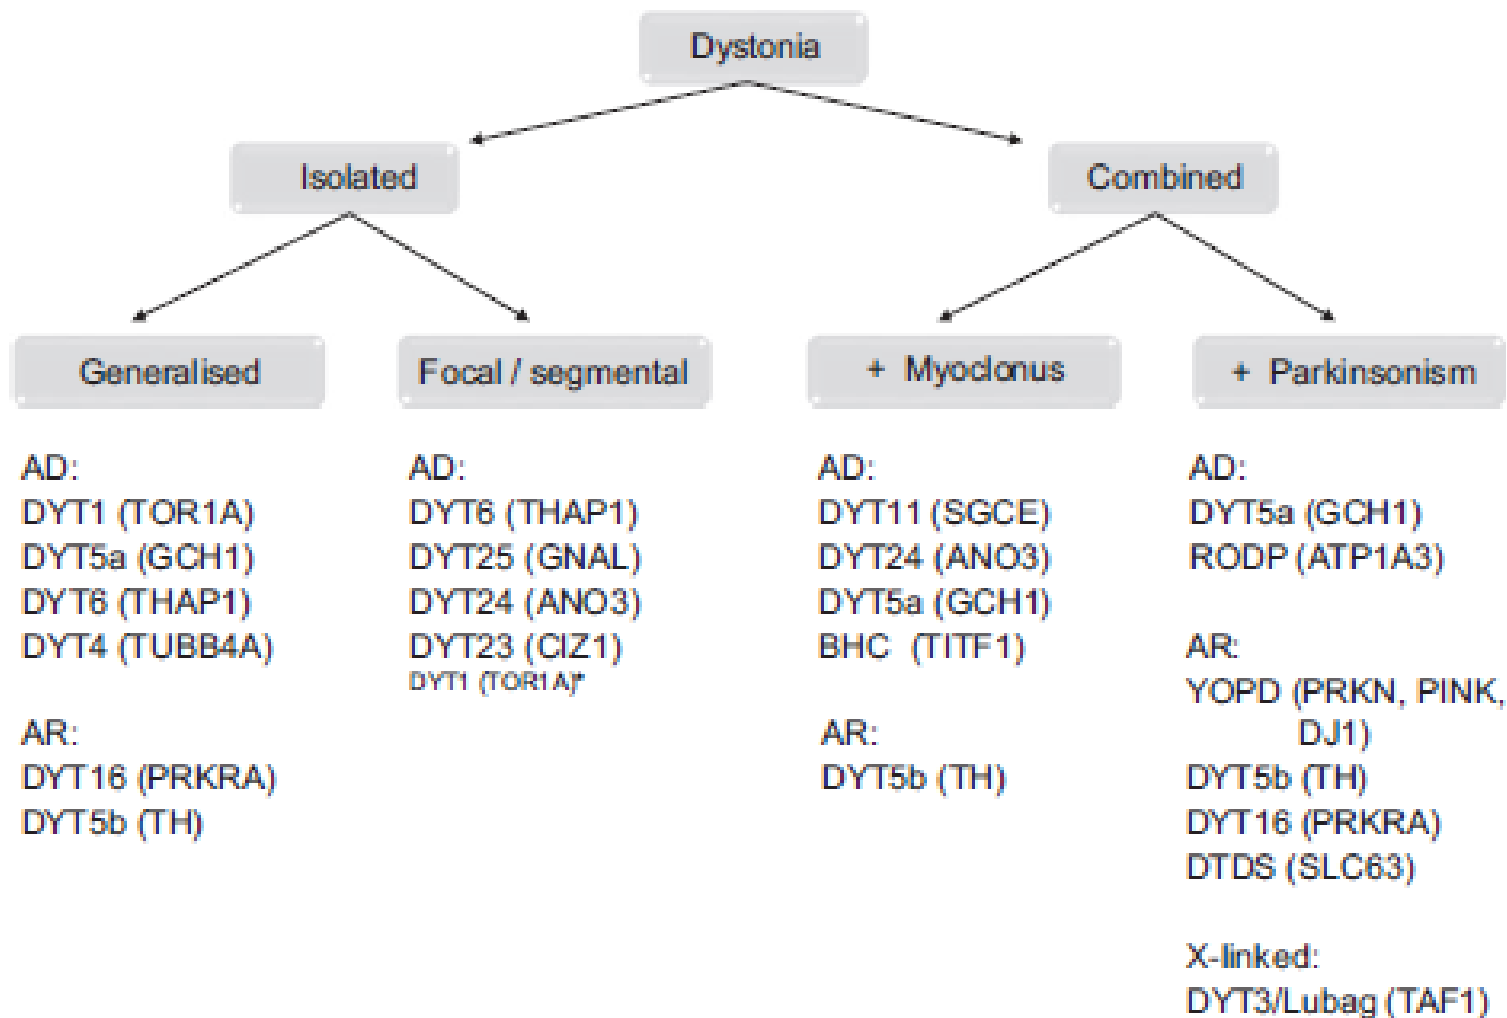 Dystonia
Isolated
Combined
Generalised
Focal / segmental
+ Myoclonus
+ Parkinsonism
AD:
DYT1 (TOR1A)
DYT5a (GCH1)
DYT6 (THAP1)
DYT4 (TUBB4A)
AR:
DYT16 (PRKRA)
DYT5b (TH)
AD:
DYT6 (THAP1)
DYT25 (GNAL)
DYT24 (ANO3)
DYT23 (CIZ1)
DYT1 (TOR1A)*
AD:
DYT11 (SGCE)
DYT24 (ANO3)
DYT5a (GCH1)
BHC (TITF1)
AR:
DYT5b (TH)
AD:
DYT5a (GCH1)
RODP (ATP1A3)
AR:
YOPD (PRKN, PINK,
DJ1)
DYT5b (TH)
DYT16 (PRKRA)
DTDS (SLC63)
X-linked:
DYT3/Lubag (TAF1)